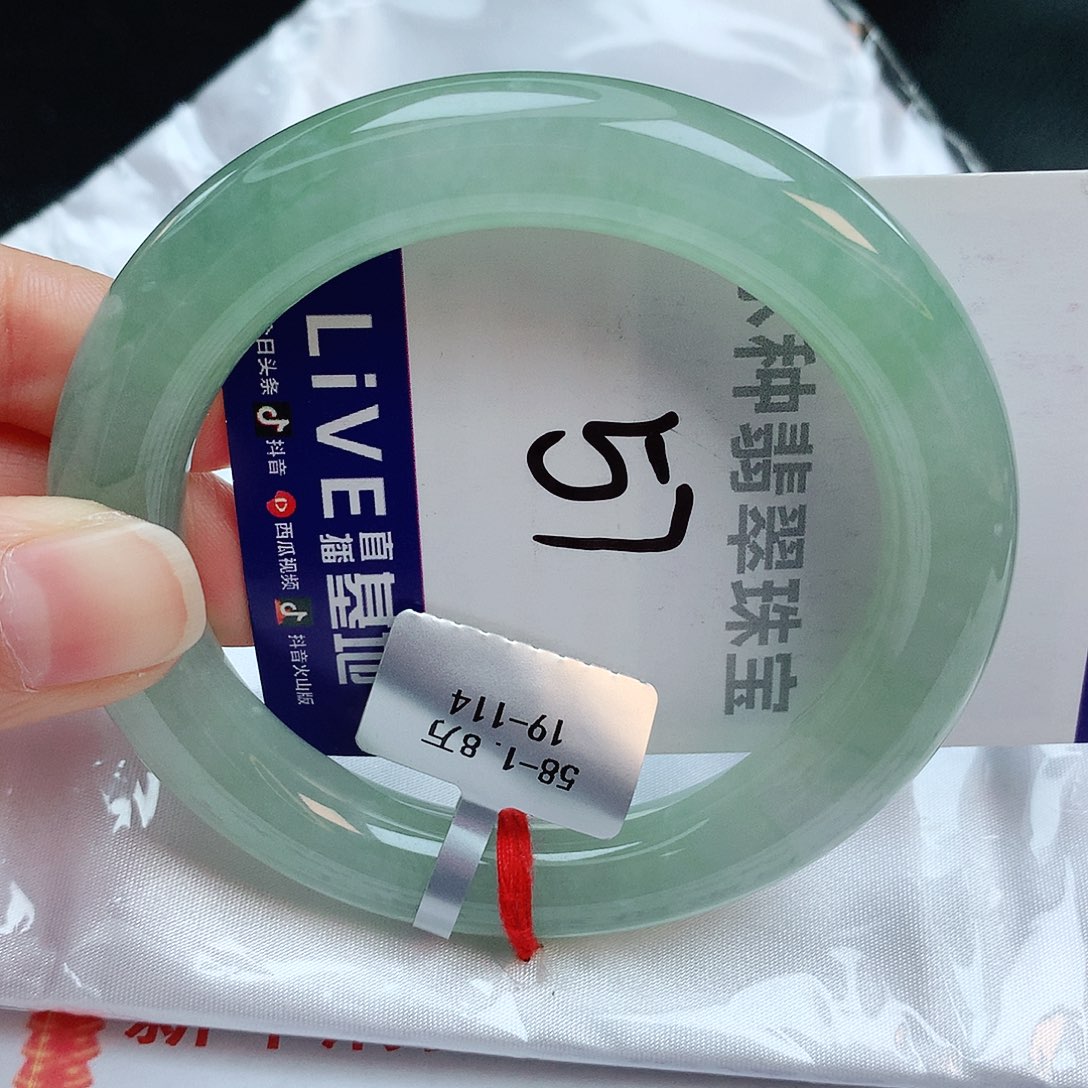 LiVE 直播基地
今日头条 抖音 西瓜视频 抖音火山版
57
种翡翠珠宝
58-1.8万
19-114